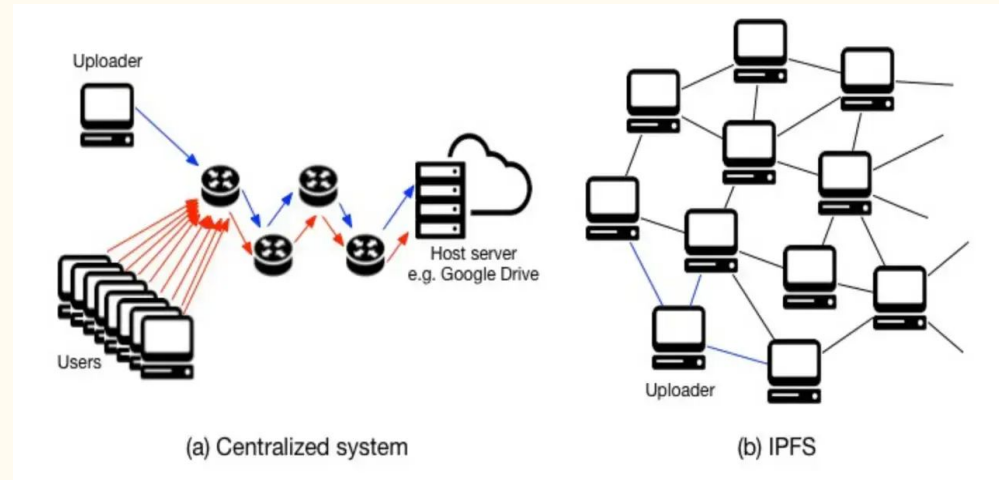 Uploader
Host server
e.g. Google Drive
Users
(a) Centralized system
Uploader
(b) IPFS